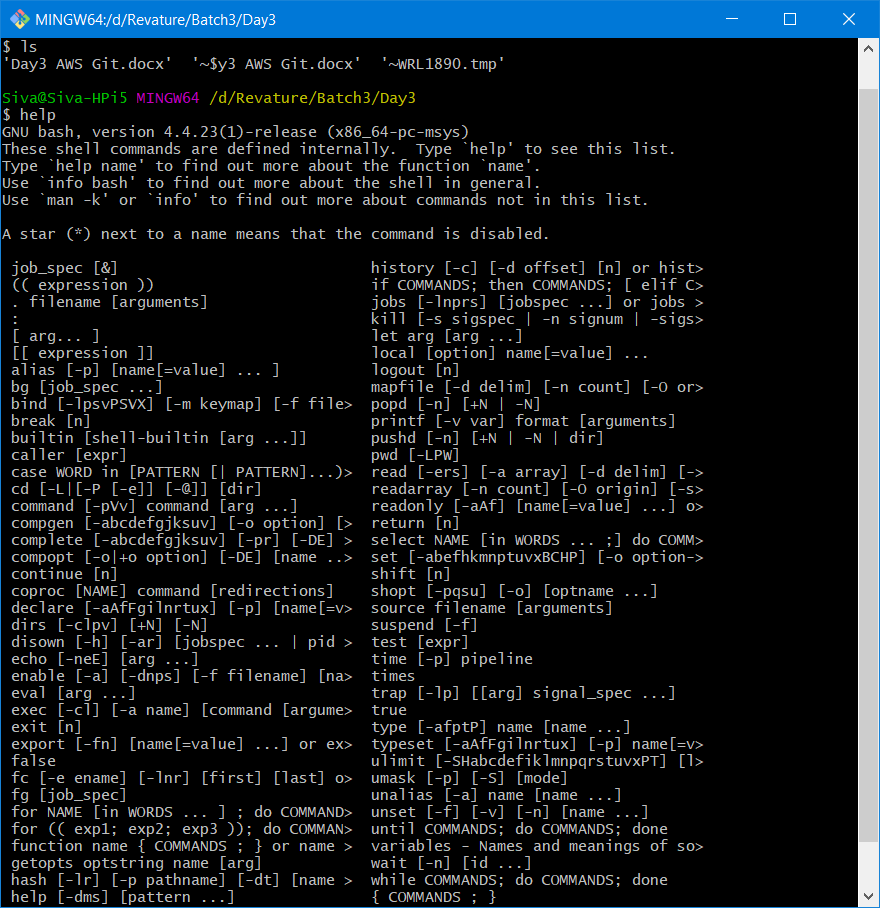 MINGW64:/d/Revature/Batch3/Day3
$ ls
'Day3 AWS Git.docx'  '~$y3 AWS Git.docx'  '~WRL1890.tmp'
Siva@Siva-HPi5 MINGW64 /d/Revature/Batch3/Day3
$ help
GNU bash, version 4.4.23(1)-release (x86_64-pc-msys)
These shell commands are defined internally.  Type `help' to see this list.
Type `help name' to find out more about the function `name'.
Use `info bash' to find out more about the shell in general.
Use `man -k' or `info' to find out more about commands not in this list.
A star (*) next to a name means that the command is disabled.
job_spec [&]                            history [-c] [-d offset] [n] or hist>
(( expression ))                        if COMMANDS; then COMMANDS; [ elif C>
. filename [arguments]                  jobs [-lnprs] [jobspec ...] or jobs >
:                                       kill [-s sigspec | -n signum | -sigs>
[ arg... ]                              let arg [arg ...]
[[ expression ]]                        local [option] name[=value] ...
alias [-p] [name[=value] ... ]          logout [n]
bg [job_spec ...]                       mapfile [-d delim] [-n count] [-O or>
bind [-lpsvPSVX] [-m keymap] [-f file>  popd [-n] [+N | -N]
break [n]                               printf [-v var] format [arguments]
builtin [shell-builtin [arg ...]]       pushd [-n] [+N | -N | dir]
caller [expr]                           pwd [-LPW]
case WORD in [PATTERN [| PATTERN]...)>  read [-ers] [-a array] [-d delim] [->
cd [-L|[-P [-e]] [-@]] [dir]            readarray [-n count] [-O origin] [-s>
command [-pVv] command [arg ...]        readonly [-aAf] [name[=value] ...] o>
compgen [-abcdefgjksuv] [-o option] [>  return [n]
complete [-abcdefgjksuv] [-pr] [-DE] >  select NAME [in WORDS ... ;] do COMM>
compopt [-o|+o option] [-DE] [name ..>  set [-abefhkmnptuvxBCHP] [-o option->
continue [n]                            shift [n]
coproc [NAME] command [redirections]    shopt [-pqsu] [-o] [optname ...]
declare [-aAfFgilnrtux] [-p] [name[=v>  source filename [arguments]
dirs [-clpv] [+N] [-N]                  suspend [-f]
disown [-h] [-ar] [jobspec ... | pid >  test [expr]
echo [-neE] [arg ...]                   time [-p] pipeline
enable [-a] [-dnps] [-f filename] [na>  times
eval [arg ...]                          trap [-lp] [[arg] signal_spec ...]
exec [-cl] [-a name] [command [argume>  true
exit [n]                                type [-afptP] name [name ...]
export [-fn] [name[=value] ...] or ex>  typeset [-aAfFgilnrtux] [-p] name[=v>
false                                   ulimit [-SHabcdefiklmnpqrstuvxPT] [l>
fc [-e ename] [-lnr] [first] [last] o>  umask [-p] [-S] [mode]
fg [job_spec]                           unalias [-a] name [name ...]
for NAME [in WORDS ... ] ; do COMMAND>  unset [-f] [-v] [-n] [name ...]
for (( exp1; exp2; exp3 )); do COMMAN>  until COMMANDS; do COMMANDS; done
function name { COMMANDS ; } or name >  variables - Names and meanings of so>
getopts optstring name [arg]            wait [-n] [id ...]
hash [-lr] [-p pathname] [-dt] [name >  while COMMANDS; do COMMANDS; done
help [-dms] [pattern ...]               { COMMANDS ; }